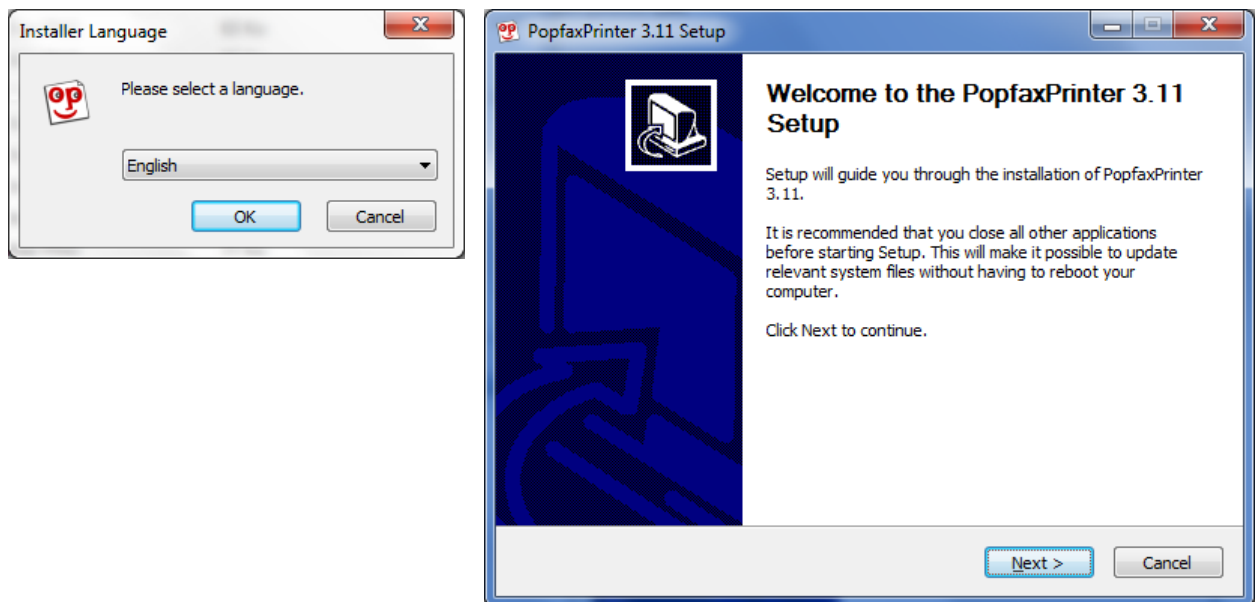 Installer Language
Please select a language.
English
OK Cancel
PopfaxPrinter 3.11 Setup
Welcome to the PopfaxPrinter 3.11
Setup
Setup will guide you through the installation of PopfaxPrinter
3.11.
It is recommended that you close all other applications
before starting Setup. This will make it possible to update
relevant system files without having to reboot your
computer.
Click Next to continue.
Next > Cancel